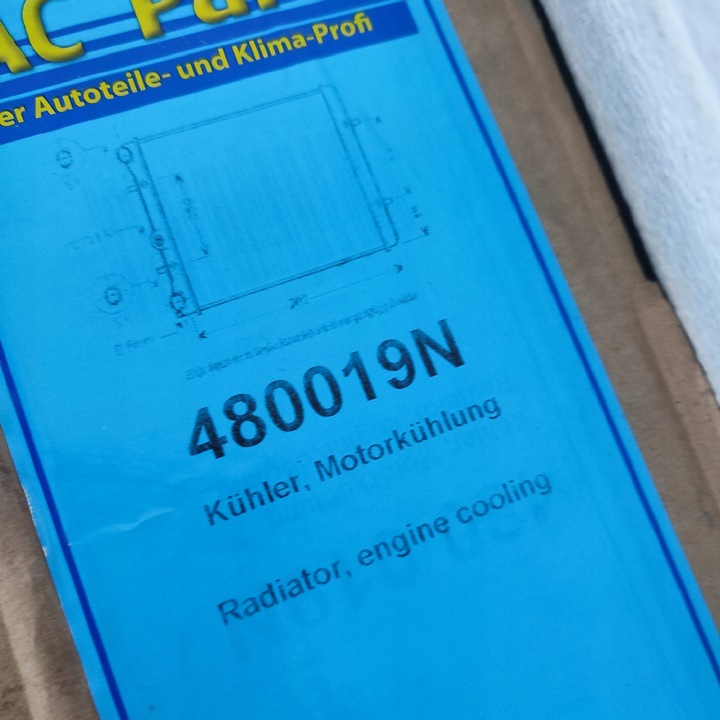 AC Par
er Autoteile- und Klima-Profi
480019N
Kühler, Motorkühlung
Radiator, engine cooling